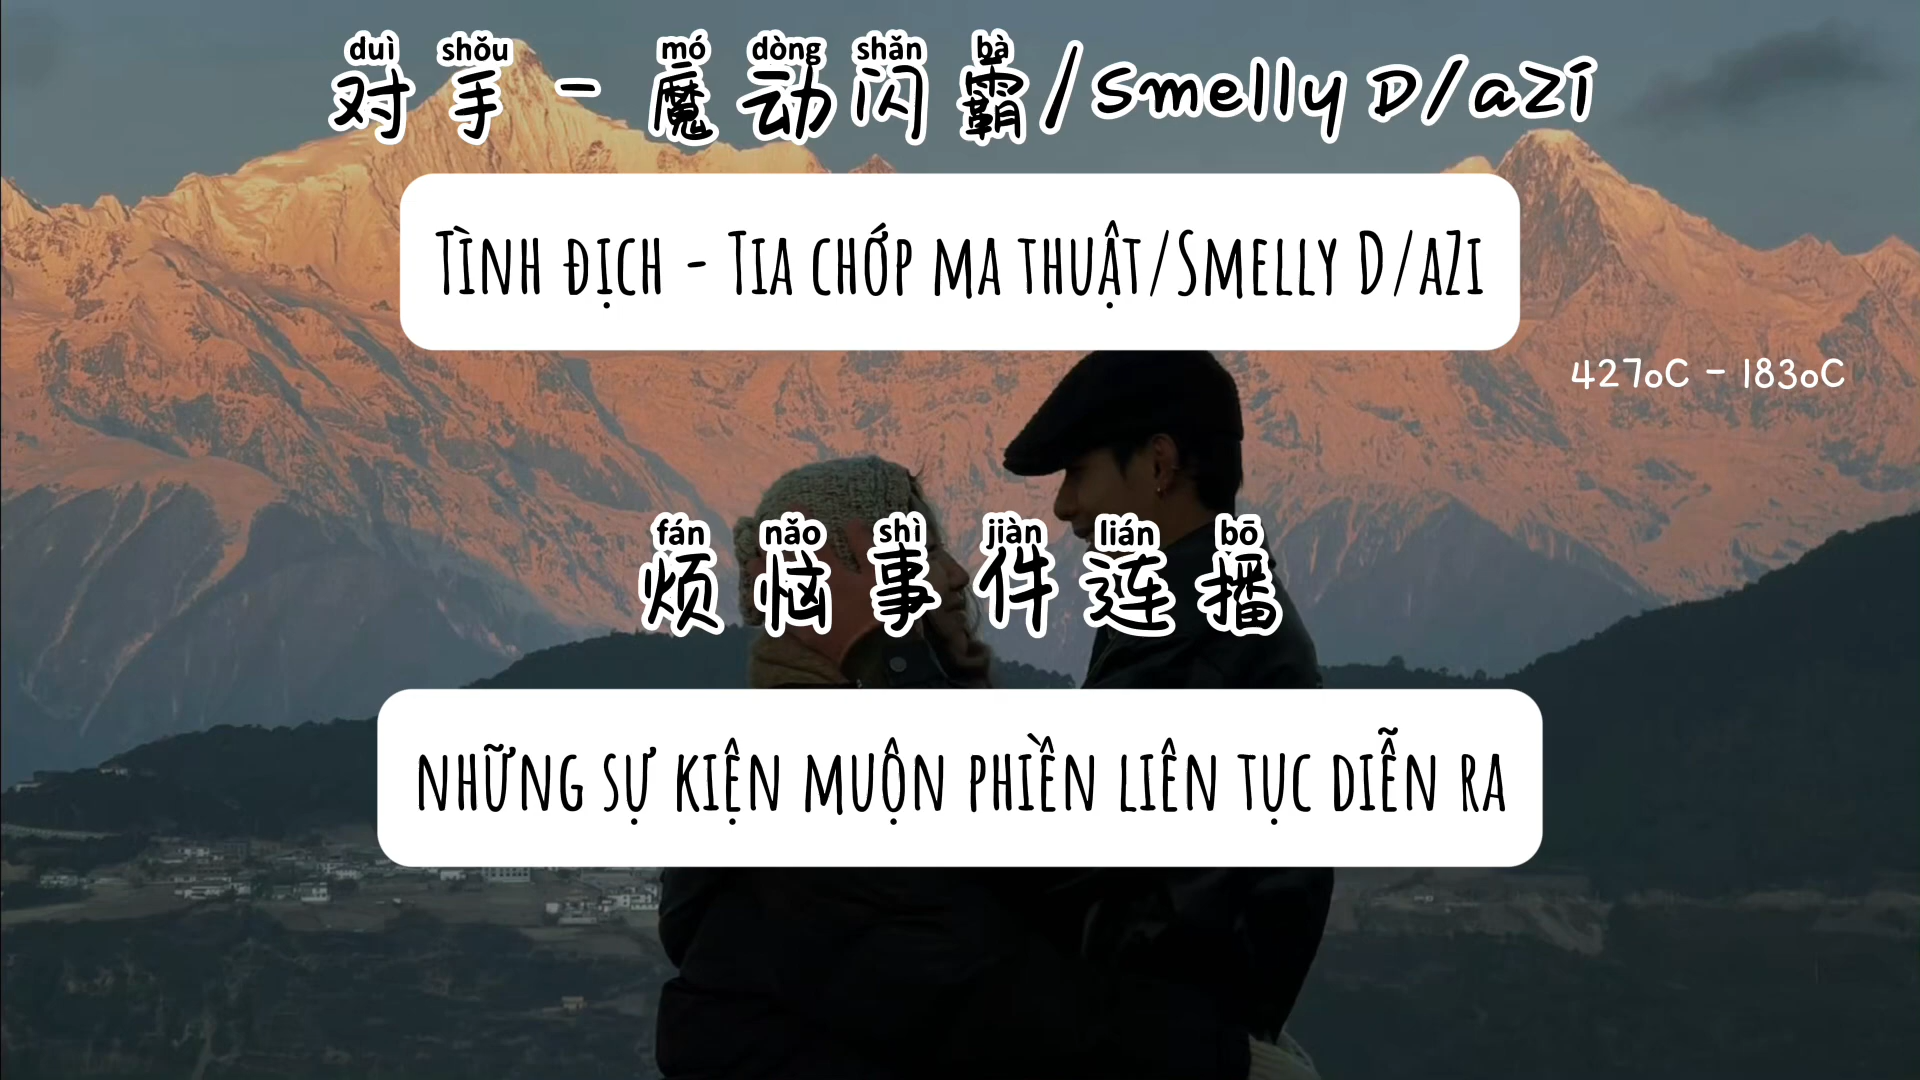 duì shǒu mó dòng shǎn bà
对手 - 魔动闪霸/Smelly D/aZi
Tình địch - Tia chớp ma thuật/Smelly D/aZi
427oC - 183oC
fán nǎo shì jiàn lián bō
烦恼事件连播
những sự kiện muộn phiền liên tục diễn ra